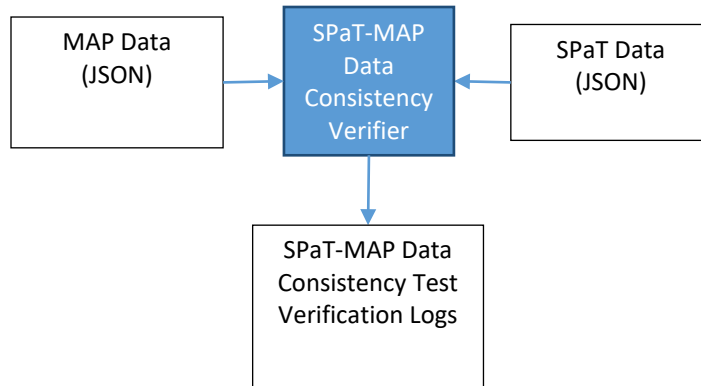 MAP Data
(JSON)
SPaT-MAP
Data
Consistency
Verifier
SPaT Data
(JSON)
SPaT-MAP Data
Consistency Test
Verification Logs